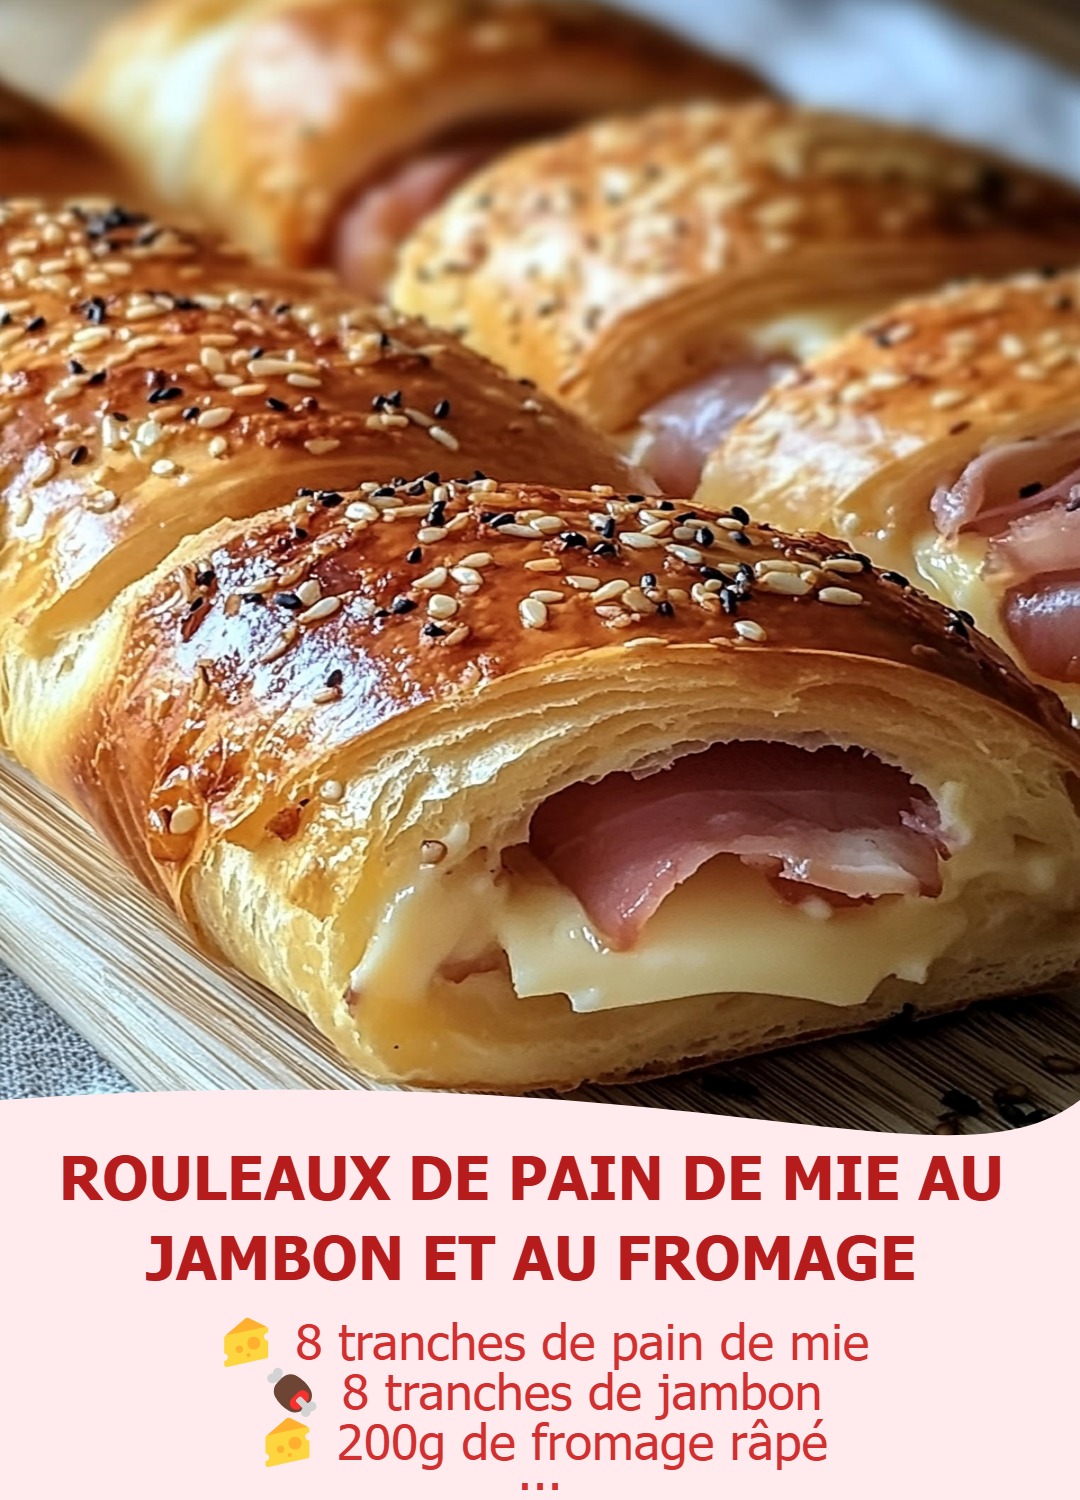 ROULEAUX DE PAIN DE MIE AU
JAMBON ET AU FROMAGE
🧀 8 tranches de pain de mie
🍖 8 tranches de jambon
🧀 200g de fromage râpé
...